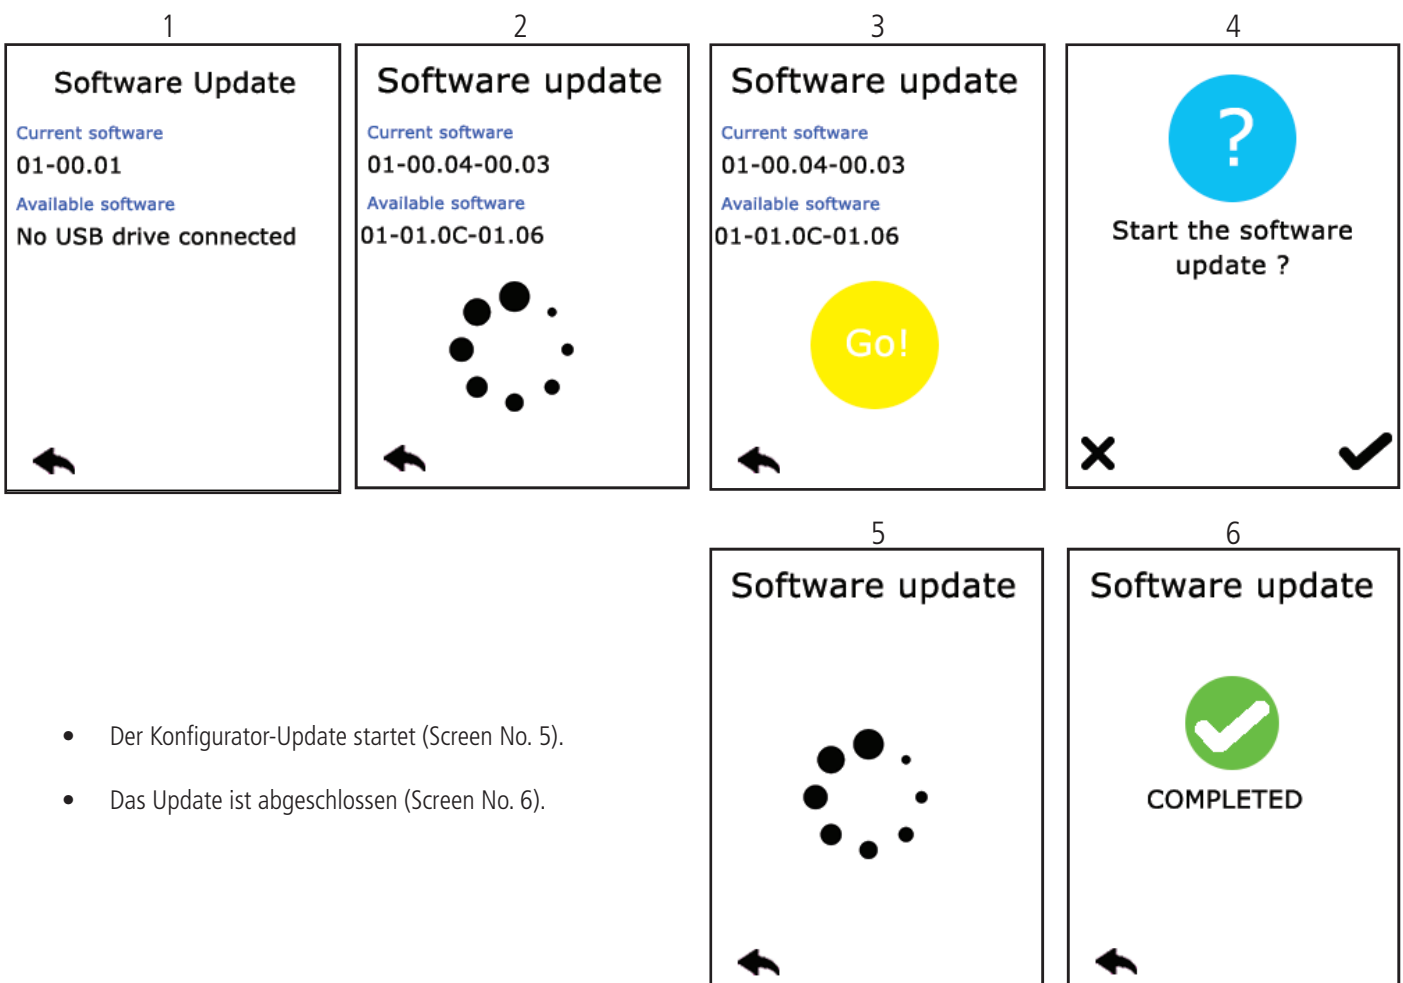 1
Software Update
Current software
01-00.01
Available software
No USB drive connected
2
Software update
Current software
01-00.04-00.03
Available software
01-01.0C-01.06
3
Software update
Current software
01-00.04-00.03
Available software
01-01.0C-01.06
Go!
4
?
Start the software
update ?
• Der Konfigurator-Update startet (Screen No. 5).
• Das Update ist abgeschlossen (Screen No. 6).
5
Software update
6
Software update
COMPLETED